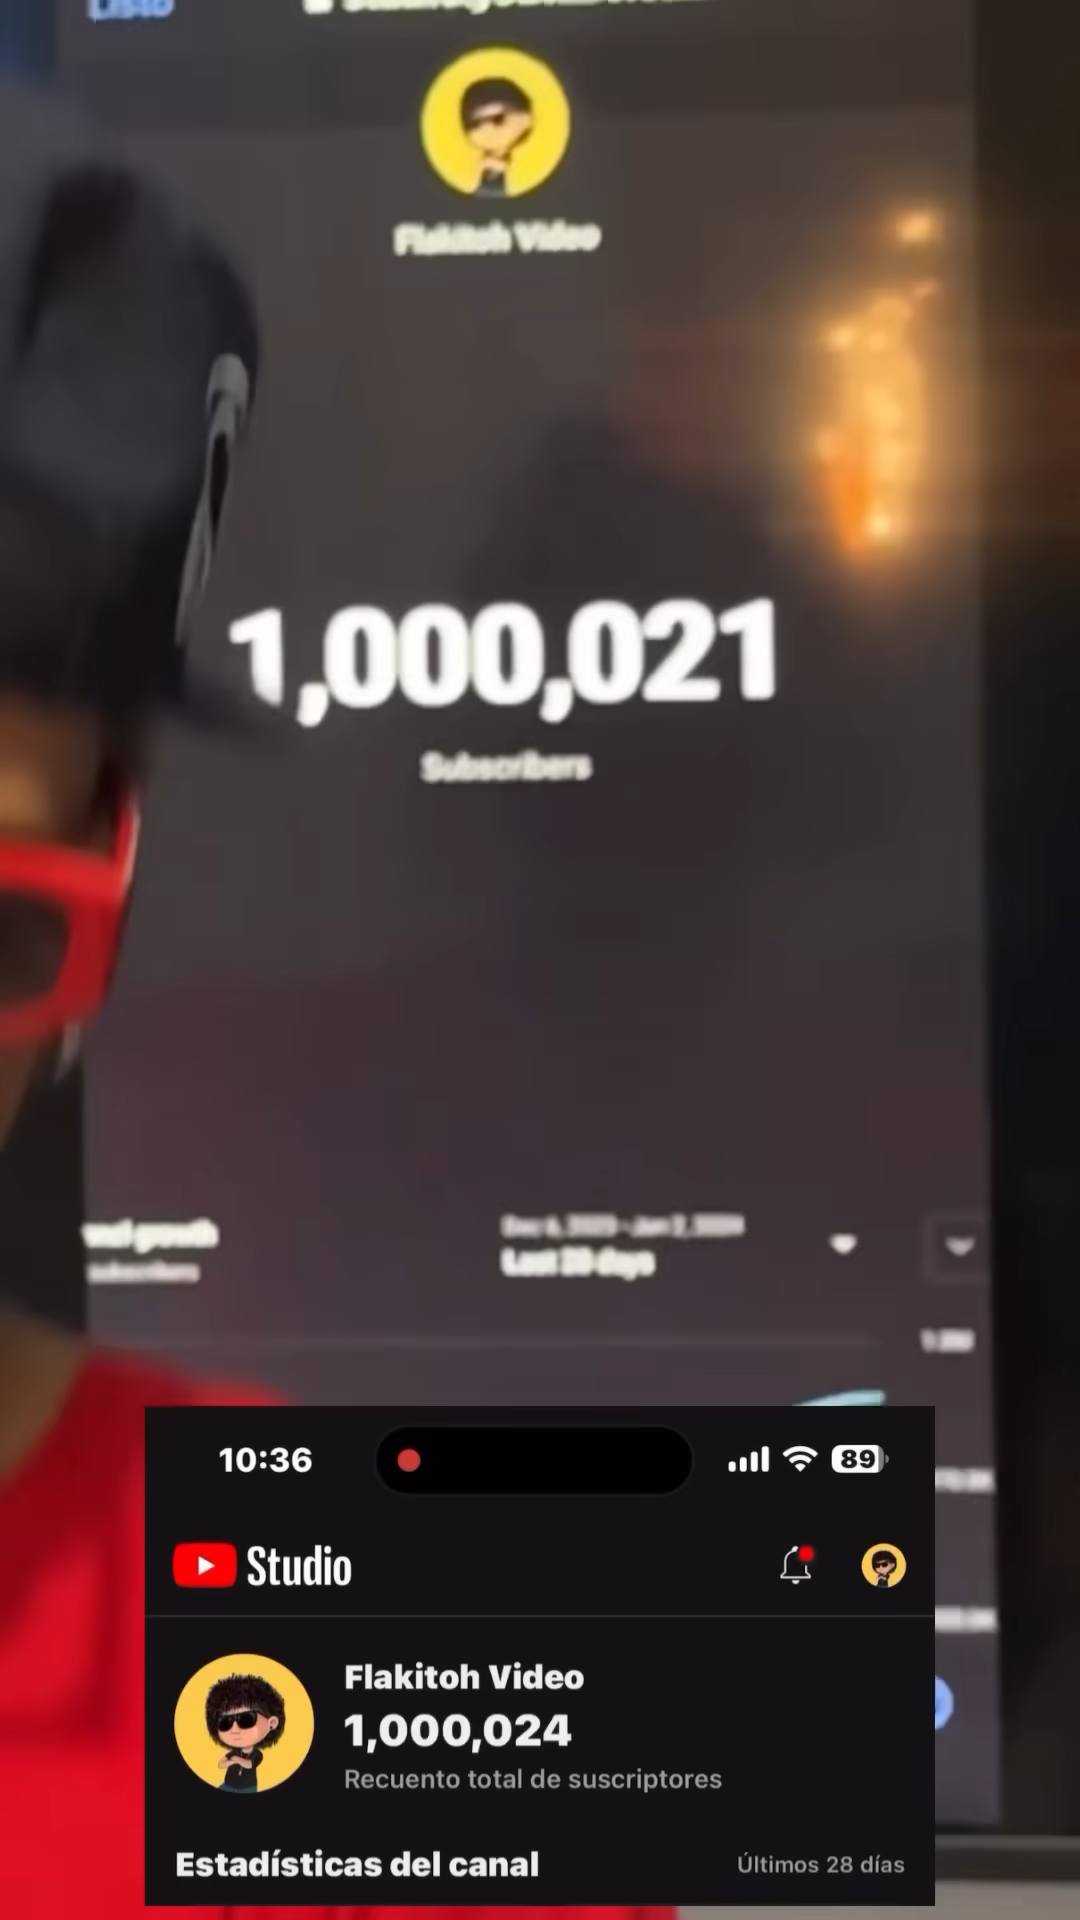 Listo
Flakitoh Video
1,000,021
Subscribers
Last 28 days
10:36
89
Studio
Flakitoh Video
1,000,024
Recuento total de suscriptores
Estadísticas del canal
Últimos 28 días